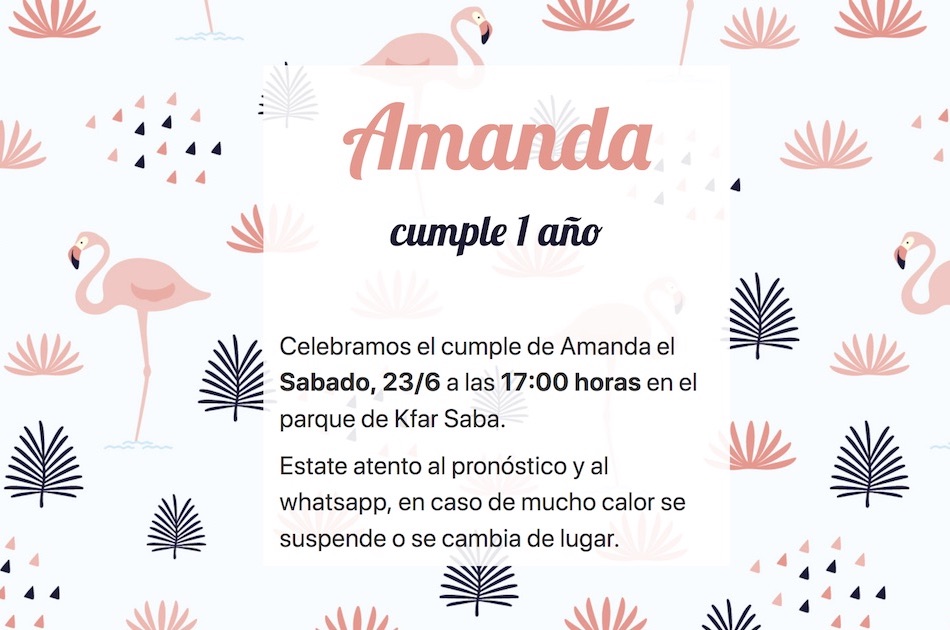 Amanda
cumple 1 año
Celebramos el cumple de Amanda el
Sabado, 23/6 a las 17:00 horas en el
parque de Kfar Saba.
Estate atento al pronóstico y al
whatsapp, en caso de mucho calor se
suspende o se cambia de lugar.